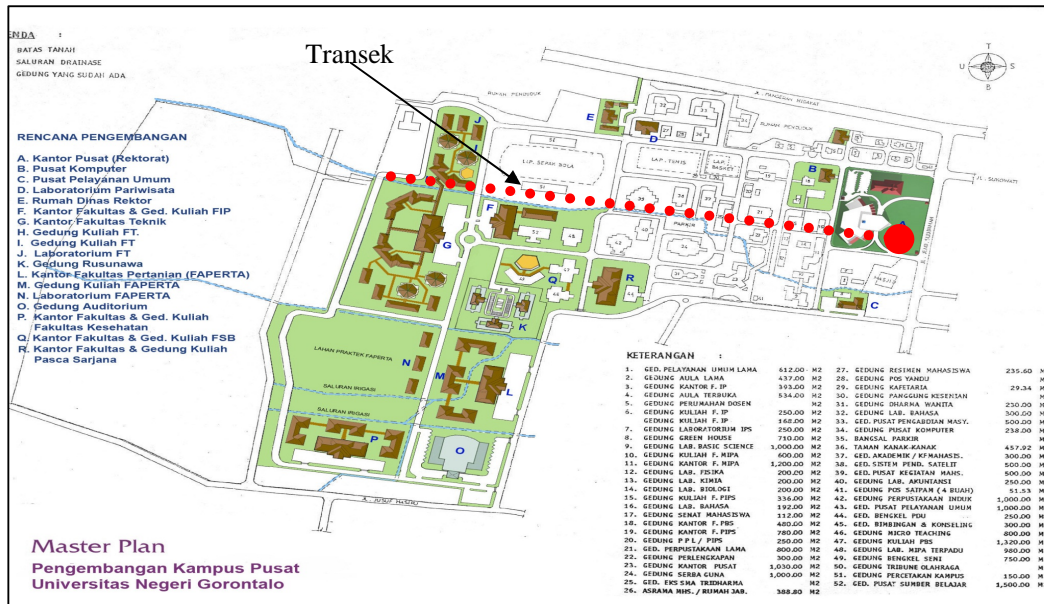 ENDA :
BATAS TANAH
SALURAN DRAINASE
GEDUNG YANG SUDAH ADA
Transek
T
U S
B
RENCANA PENGEMBANGAN
A. Kantor Pusat (Rektorat)
B. Pusat Komputer
C. Pusat Pelayanan Umum
D. Laboratorium Pariwisata
E. Rumah Dinas Rektor
F. Kantor Fakultas & Ged. Kuliah FIP
G. Kantor Fakultas Teknik
H. Gedung Kuliah FT.
I. Gedung Kuliah FT
J. Laboratorium FT
K. Gedung Rusunawa
L. Kantor Fakultas Pertanian (FAPERTA)
M. Gedung Kuliah FAPERTA
N. Laboratorium FAPERTA
O. Gedung Auditorium
P. Kantor Fakultas & Ged. Kuliah
Fakultas Kesehatan
Q. Kantor Fakultas & Ged. Kuliah FSB
R. Kantor Fakultas & Gedung Kuliah
Pasca Sarjana
RUMAH PENDUDUK
RUMAH PENDUDUK
LAP. SEPAK BOLA
LAP. TENIS.
LAP. BASKET
PARKIR
J
E
D
B
F
G
A
Q
R
C
K
N
M
L
P
O
LAHAN PRAKTEK FAPERTA
SALURAN IRIGASI
SALURAN IRIGASI
KETERANGAN :
1. GED. PELAYANAN UMUM LAMA 612.00 M2
2. GEDUNG AULA LAMA 437.00 M2
3. GEDUNG KANTOR F. IP 393.00 M2
4. GEDUNG AULA TERBUKA 534.00 M2
5. GEDUNG PERUMAHAN DOSEN M2
6. GEDUNG KULIAH F. IP 250.00 M2
GEDUNG KULIAH F. IP 168.00 M2
7. GEDUNG LABORATORIUM IPS 250.00 M2
8. GEDUNG GREEN HOUSE 710.00 M2
9. GEDUNG LAB. BASIC SCIENCE 1,000.00 M2
10. GEDUNG KULIAH F. MIPA 600.00 M2
11. GEDUNG KANTOR F. MIPA 1,200.00 M2
12. GEDUNG LAB. FISIKA 200.00 M2
13. GEDUNG LAB. KIMIA 200.00 M2
14. GEDUNG LAB. BIOLOGI 200.00 M2
15. GEDUNG KULIAH F. PIPS 336.00 M2
16. GEDUNG LAB. BAHASA 192.00 M2
17. GEDUNG SENAT MAHASISWA 112.00 M2
18. GEDUNG KANTOR F. PBS 480.00 M2
19. GEDUNG KANTOR F. PIPS 780.00 M2
20. GEDUNG P P L / PIPS 250.00 M2
21. GED. PERPUSTAKAAN LAMA 800.00 M2
22. GEDUNG PERLENGKAPAN 300.00 M2
23. GEDUNG KANTOR PUSAT 1,030.00 M2
24. GEDUNG SERBA GUNA 1,000.00 M2
25. GED. EKS SMA TRIDHARMA M2
26. ASRAMA MHS. / RUMAH JAB. 388.80 M2
27. GEDUNG RESIMEN MAHASISWA 235.60 M
28. GEDUNG POS YANDU M
29. GEDUNG KAFETARIA 29.34 M
30. GEDUNG PANGGUNG KESENIAN M
31. GEDUNG DHARMA WANITA 250.00 M
32. GEDUNG LAB. BAHASA 300.00 M
33. GED. PUSAT PENGABDIAN MASY. 500.00 M
34. GEDUNG PUSAT KOMPUTER 238.00 M
35. BANGSAL PARKIR M
36. TAMAN KANAK-KANAK 457.92 M
37. GED. AKADEMIK / KFMAHASIS. 300.00 M
38. GED. SISTEM PEND. SATELIT 500.00 M
39. GED. PUSAT KEGIATAN MAHS. 500.00 M
40. GEDUNG LAB. AKUNTANSI 250.00 M
41. GEDUNG POS SATPAM ( 4 BUAH) 51.53 M
42. GEDUNG PERPUSTAKAAN INDUK 1,000.00 M
43. GED. PUSAT PELAYANAN UMUM 1,000.00 M
44. GED. BENGKEL PDU 250.00 M
45. GED. BIMBINGAN & KONSELING 300.00 M
46. GEDUNG MICRO TEACHING 800.00 M
47. GEDUNG KULIAH PBS 1,320.00 M
48. GEDUNG LAB. MIPA TERPADU 980.00 M
49. GEDUNG BENGKEL SENI 750.00 M
50. GEDUNG TRIBUNE OLAHRAGA M
51. GEDUNG PERCETAKAN KAMPUS 150.00 M
52. GED. PUSAT SUMBER BELAJAR 1,500.00 M
Master Plan
Pengembangan Kampus Pusat
Universitas Negeri Gorontalo